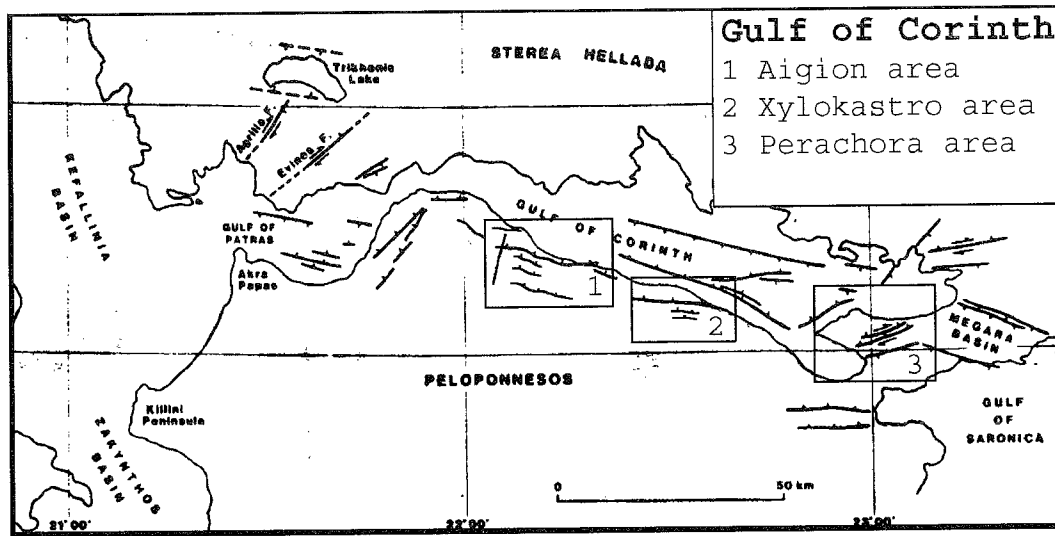 Gulf of Corinth
1 Aigion area
2 Xylokastro area
3 Perachora area
STEREA HELLADA
Trikhonis
Lake
Agrilio F.
Evinos F.
KEFALLINIA
BASIN
GULF OF
PATRAS
Akra
Papas
GULF OF CORINTH
1
2
3
MEGARA
BASIN
PELOPONNESOS
Killini
Peninsula
ZAKYNTHOS
BASIN
GULF
OF
SARONICA
0 50 km
21°00'
22°00'
23°00'